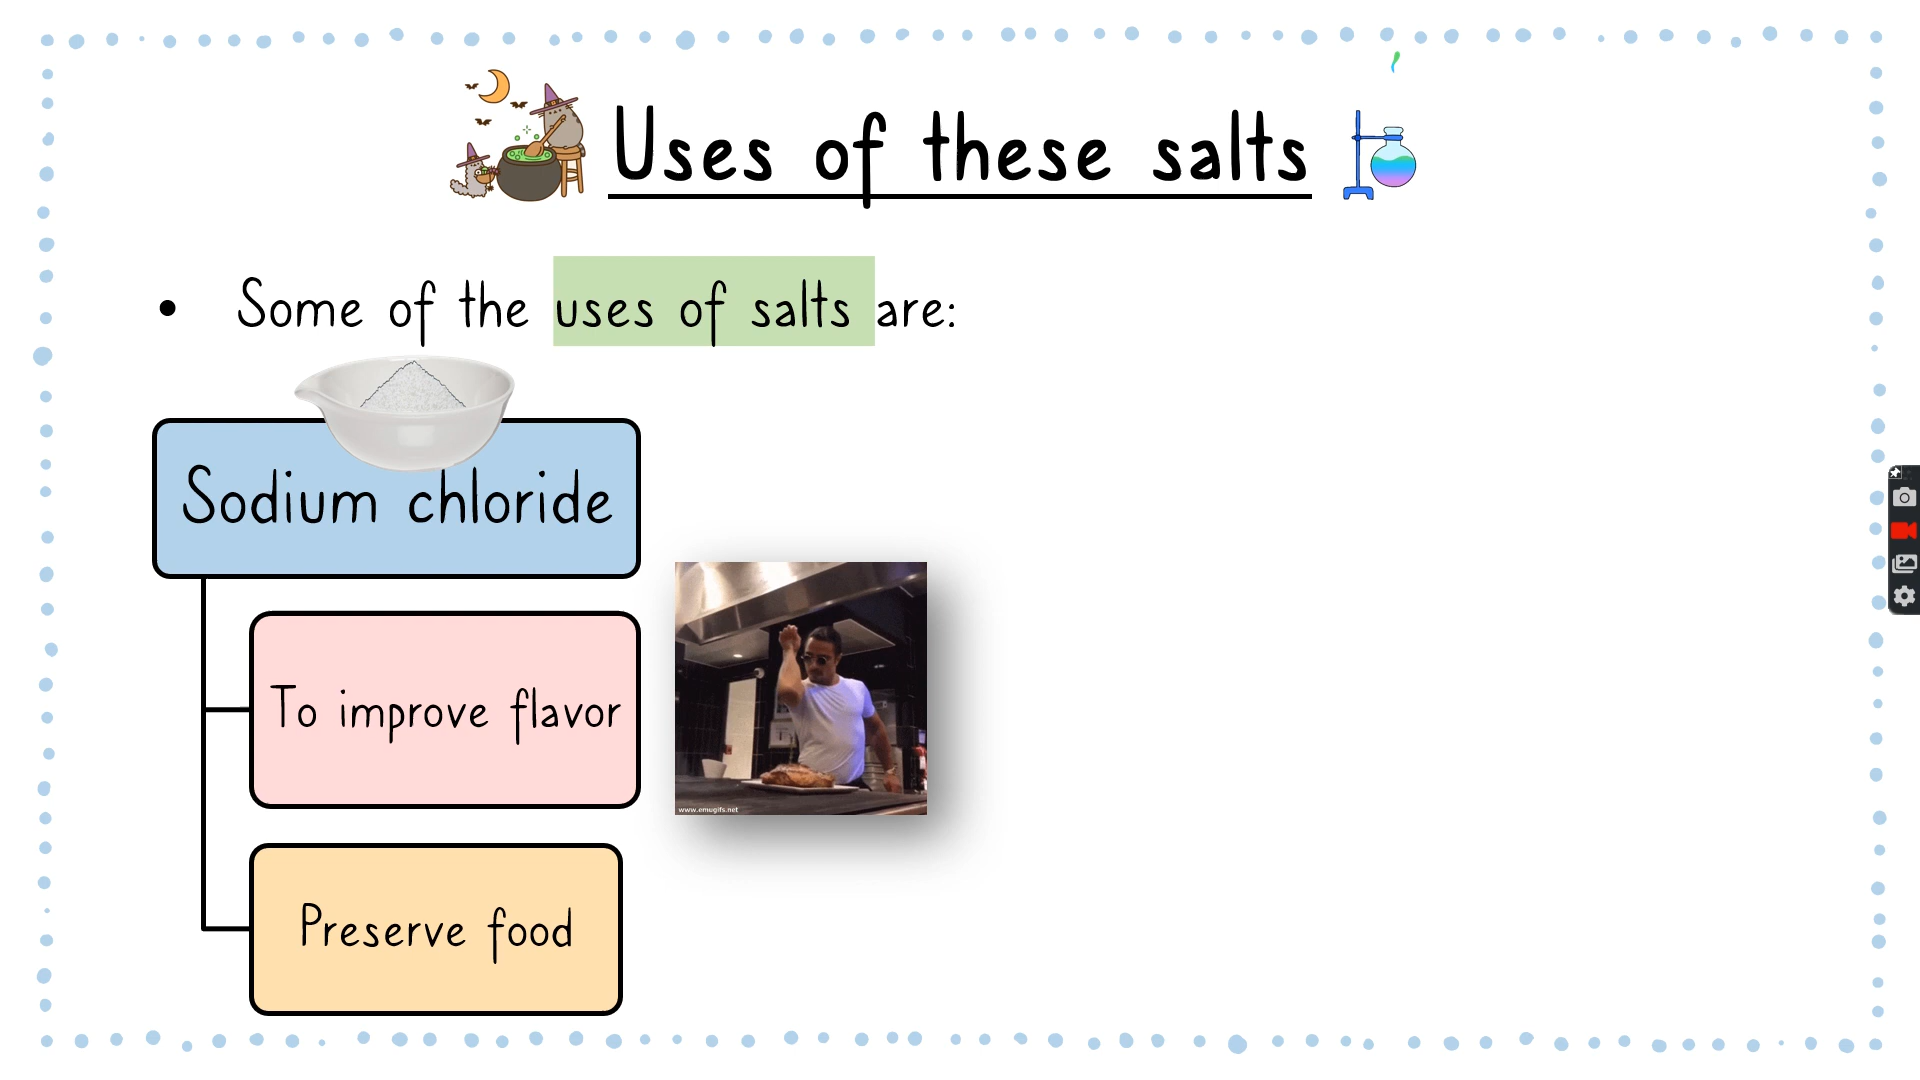 Uses of these salts
• Some of the uses of salts are:
Sodium chloride
To improve flavor
www.emugifs.net
Preserve food